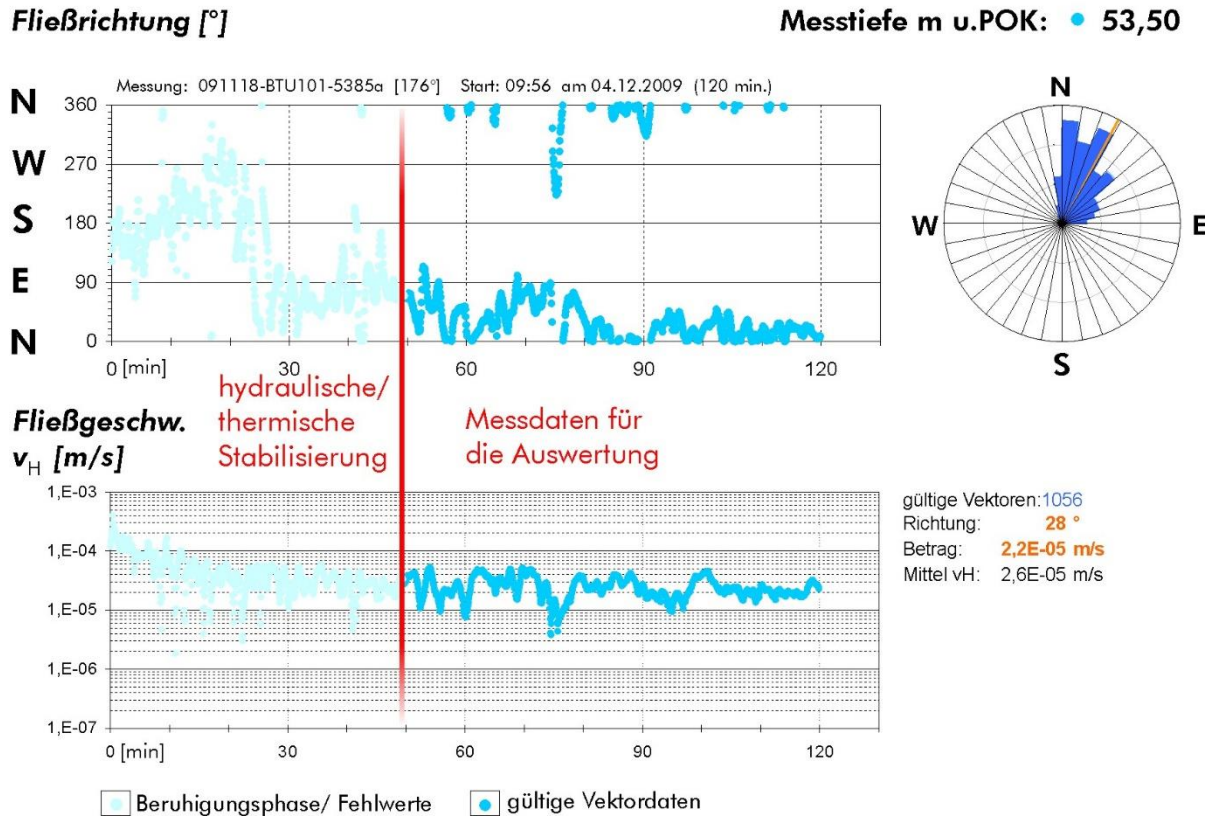 Fließrichtung [°]
Messtiefe m u.POK: • 53,50
Messung: 091118-BTU101-5385a [176°] Start: 09:56 am 04.12.2009 (120 min.)
N 360
W 270
S 180
E 90
N 0
0 [min] 30 60 90 120
N
W E
S
hydraulische/
thermische
Stabilisierung
Messdaten für
die Auswertung
Fließgeschw.
vH [m/s]
1,E-03
1,E-04
1,E-05
1,E-06
1,E-07
0 [min] 30 60 90 120
gültige Vektoren:1056
Richtung: 28 °
Betrag: 2,2E-05 m/s
Mittel vH: 2,6E-05 m/s
Beruhigungsphase/ Fehlwerte
gültige Vektordaten